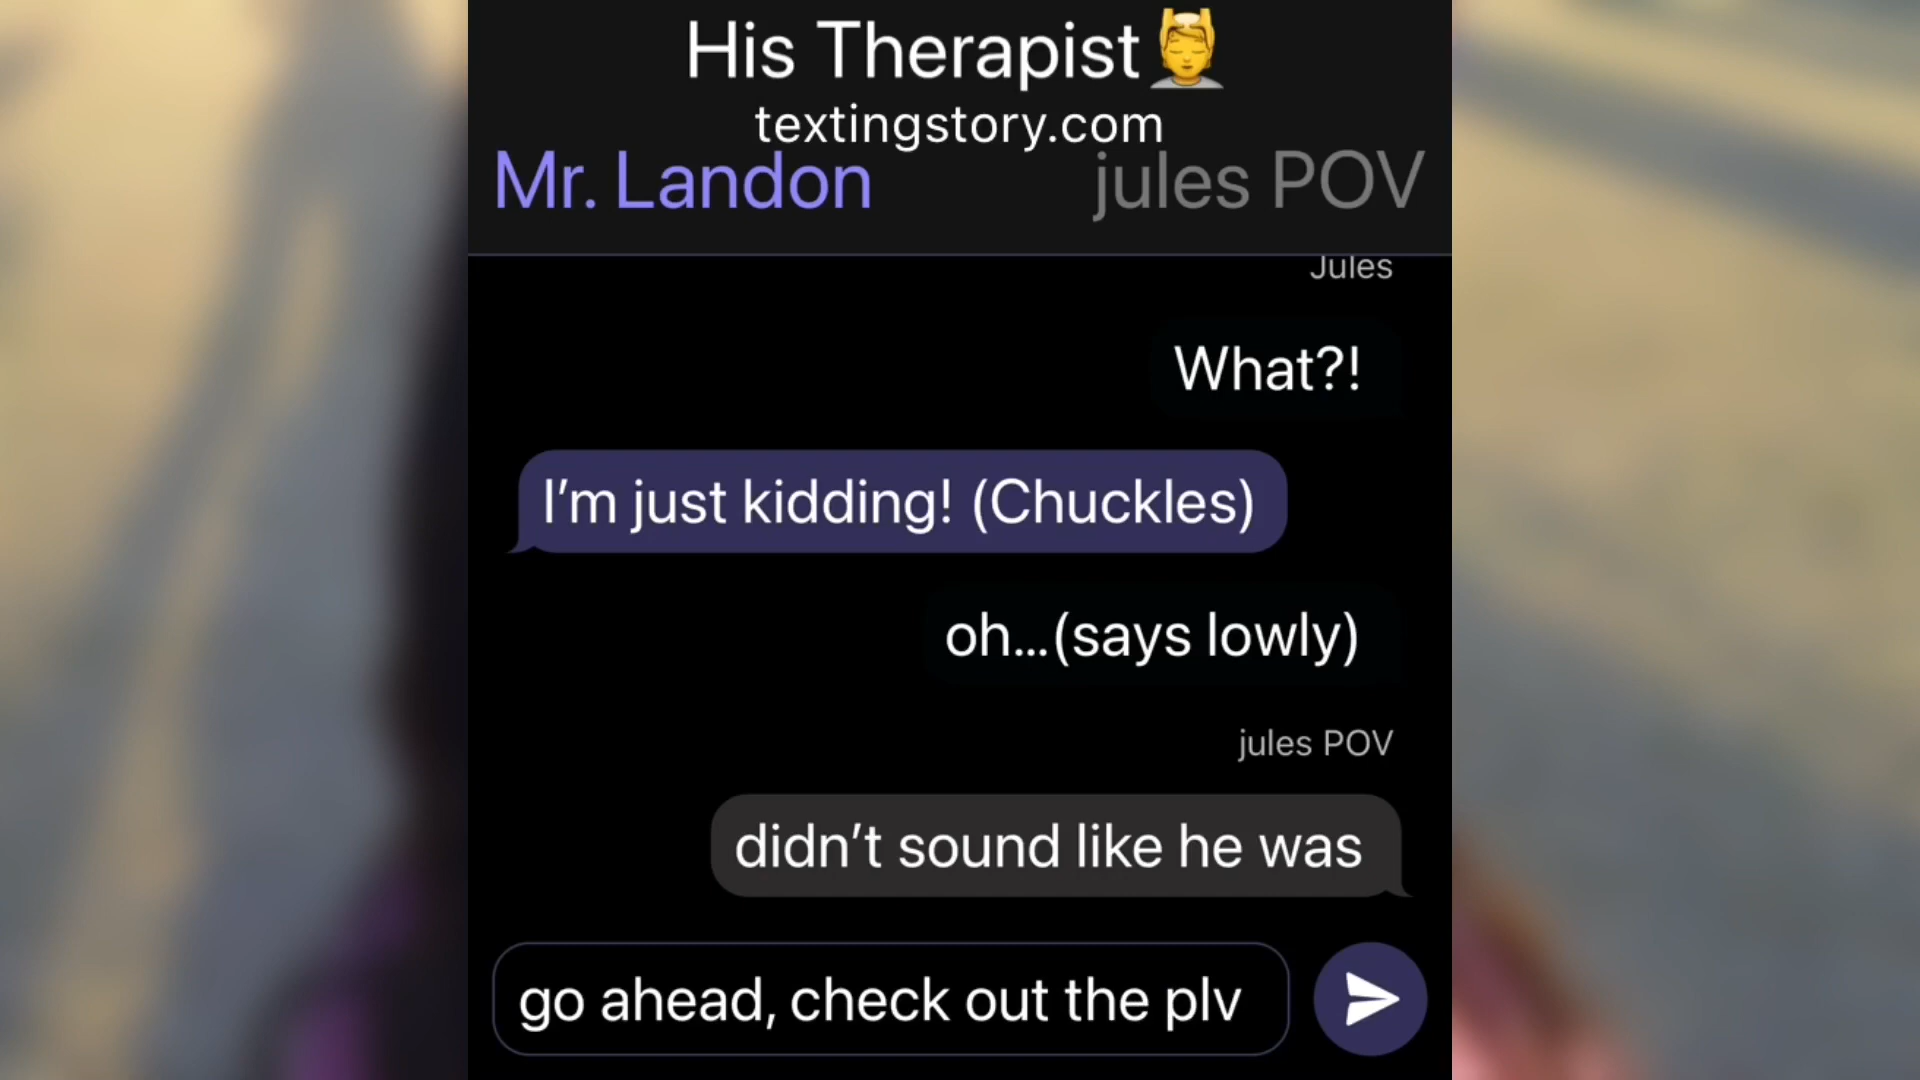 His Therapist💆
textingstory.com
Mr. Landon
jules POV
Jules
What?!
I’m just kidding! (Chuckles)
oh...(says lowly)
jules POV
didn’t sound like he was
go ahead, check out the plv